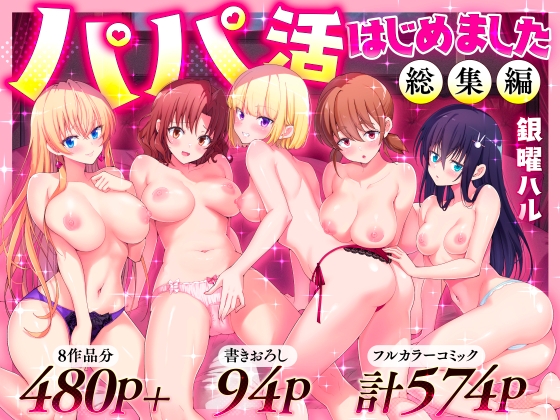 パパ活
はじめました
総集編
銀曜ハル
8作品分
480P+
書きおろし
94P
フルカラーコミック
計574P